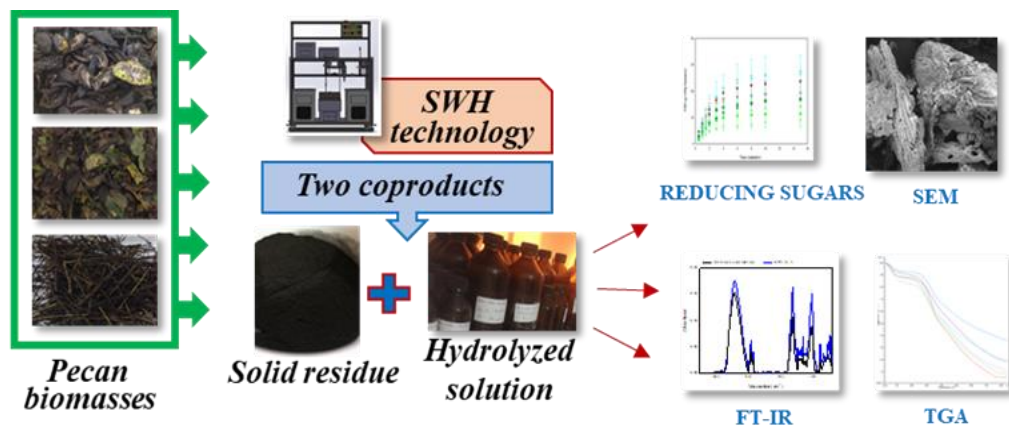 Pecan
biomasses
SWH
technology
Two coproducts
Solid residue
Hydrolyzed
solution
REDUCING SUGARS
SEM
FT-IR
TGA